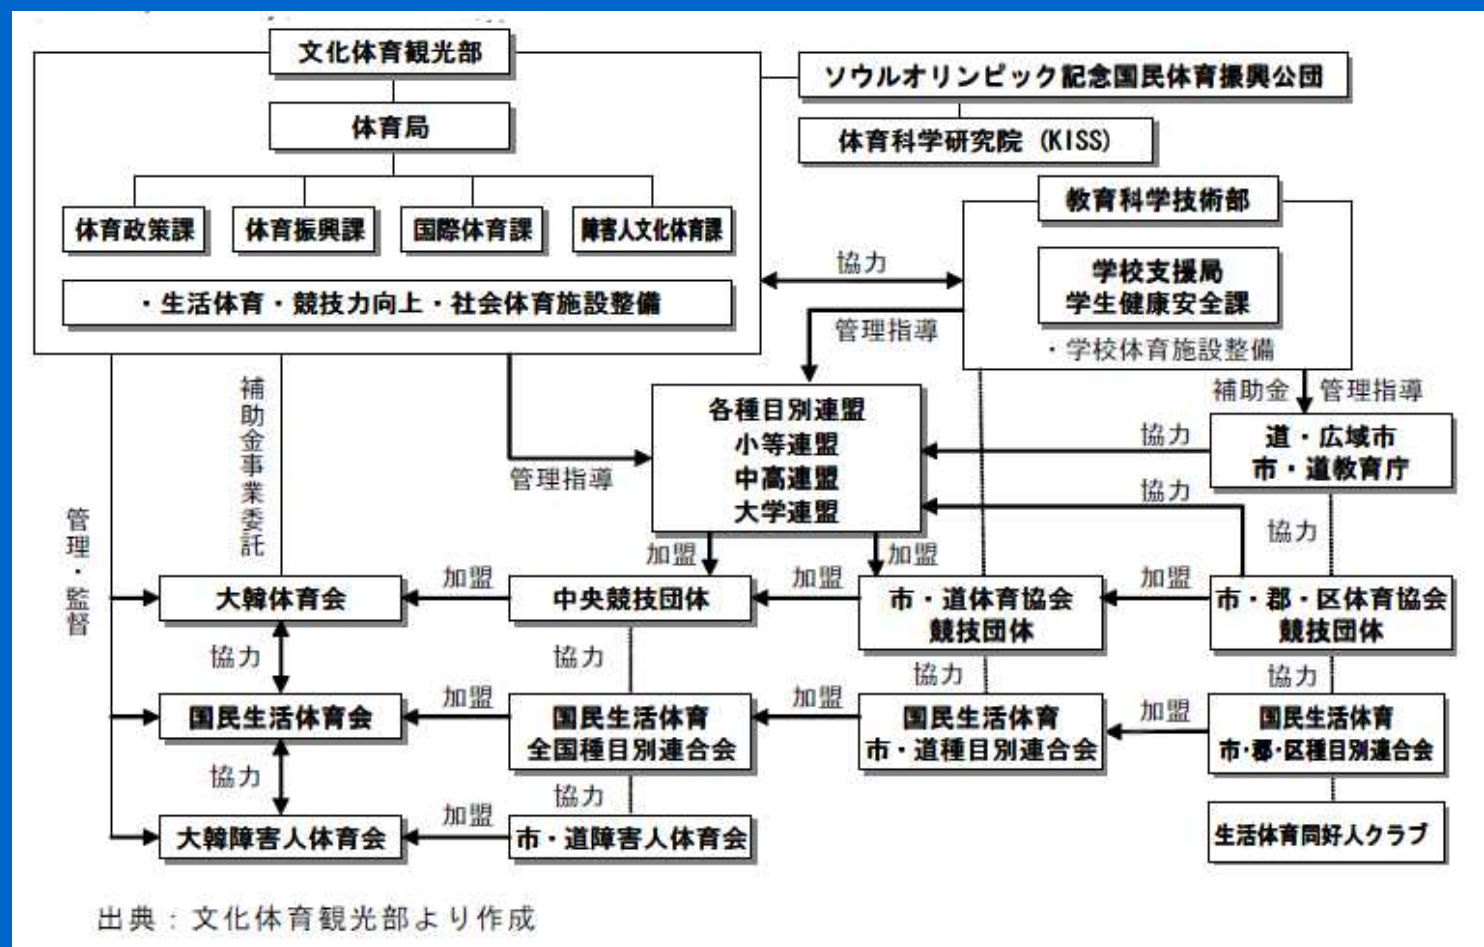 文化体育観光部
ソウルオリンピック記念国民体育振興公団
体育局
体育科学研究院 (KISS)
教育科学技術部
体育政策課
体育振興課
国際体育課
障害人文化体育課
協力
学校支援局
学生健康安全課
・生活体育・競技力向上・社会体育施設整備
管理指導
・学校体育施設整備
補助金事業委託
補助金
管理指導
各種目別連盟
小等連盟
中高連盟
大学連盟
協力
道・広域市
市・道教育庁
管理指導
協力
管理・監督
協力
加盟
加盟
大韓体育会
加盟
中央競技団体
加盟
市・道体育協会
競技団体
加盟
市・郡・区体育協会
競技団体
協力
協力
協力
協力
国民生活体育会
加盟
国民生活体育
全国種目別連合会
加盟
国民生活体育
市・道種目別連合会
加盟
国民生活体育
市・郡・区種目別連合会
協力
協力
大韓障害人体育会
加盟
市・道障害人体育会
生活体育同好人クラブ
出典：文化体育観光部より作成